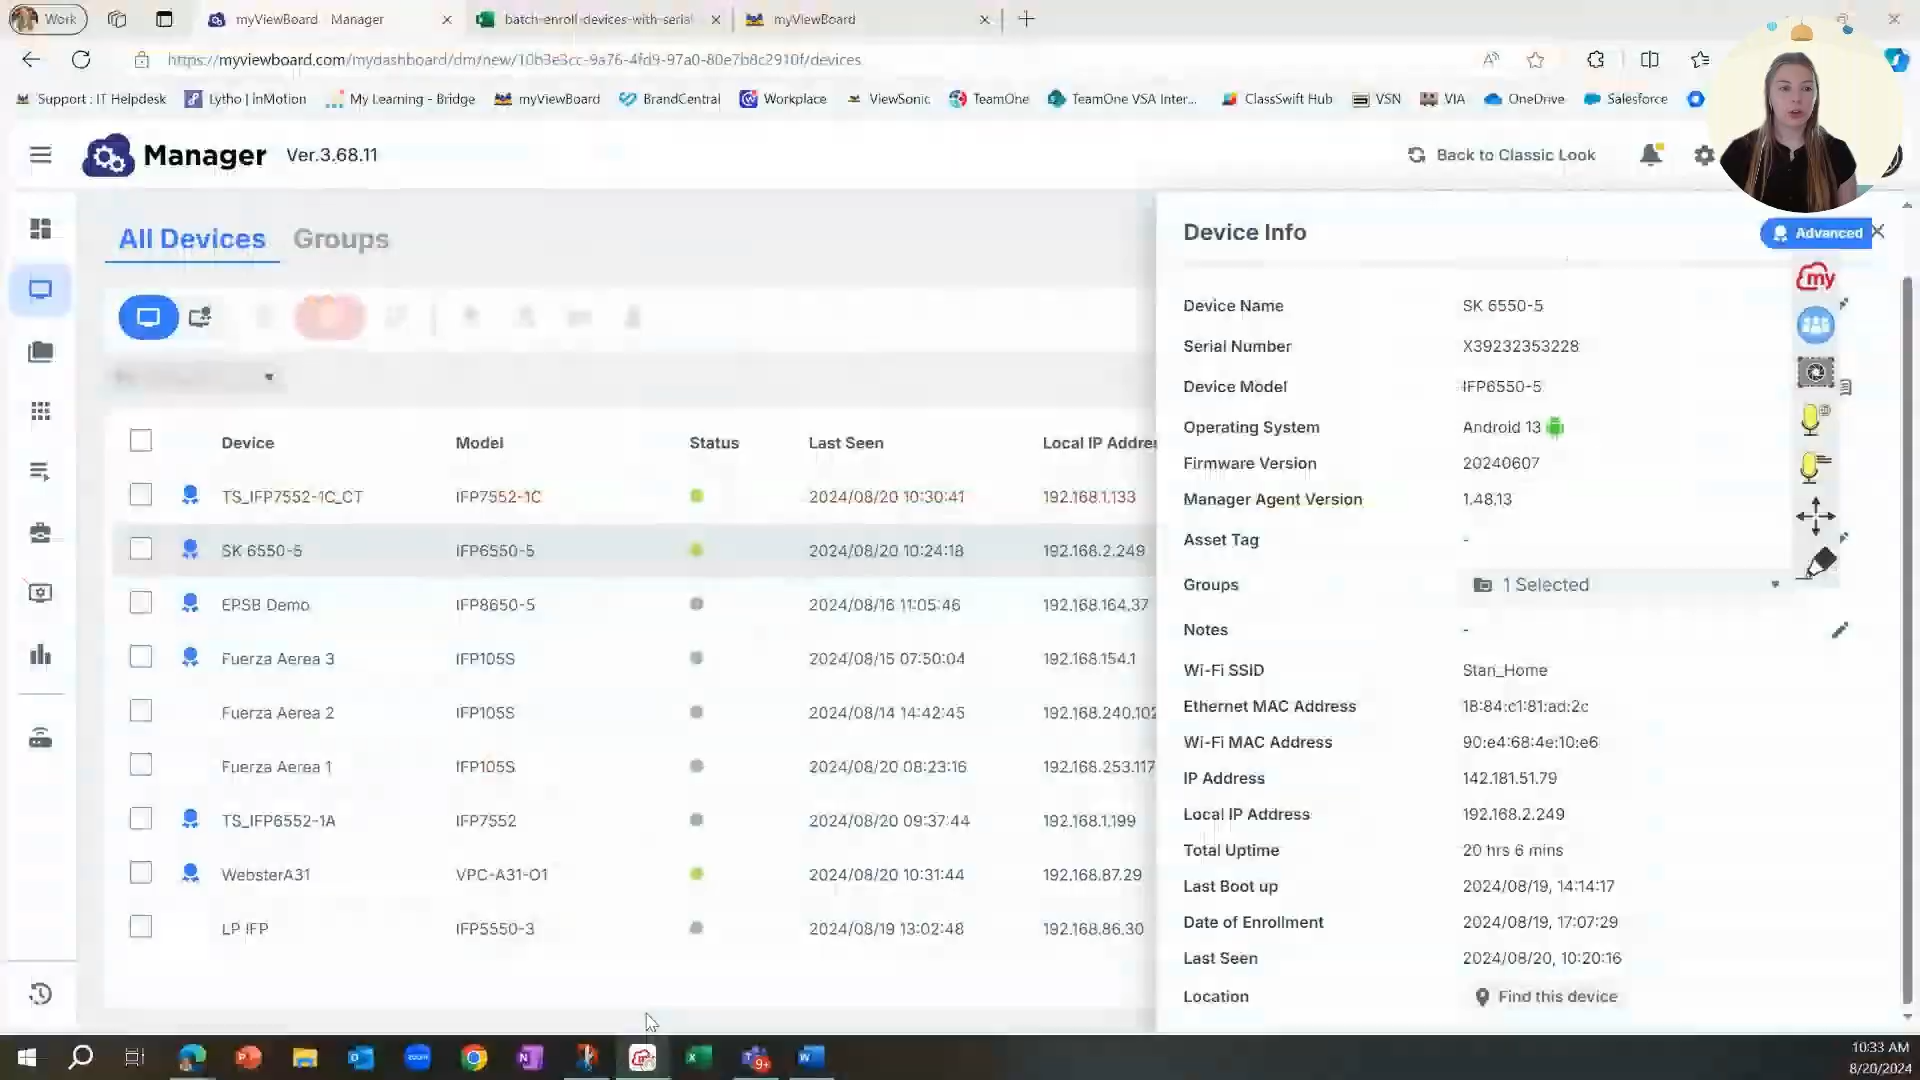 Work
myViewBoard - Manager
batch-enroll-devices-with-serial
myViewBoard
https://myviewboard.com/mydashboard/dm/new/10b3e3cc-9a76-4fd9-97a0-80e7b8c2910f/devices
Support : IT Helpdesk
Lytho | inMotion
My Learning - Bridge
myViewBoard
BrandCentral
Workplace
ViewSonic
TeamOne
TeamOne VSA Inter...
ClassSwift Hub
VSN
VIA
OneDrive
Salesforce
Manager Ver.3.68.11
Back to Classic Look
All Devices Groups
Device Model Status Last Seen Local IP Addre
TS_IFP7552-1C_CT IFP7552-1C 2024/08/20 10:30:41 192.168.1.133
SK 6550-5 IFP6550-5 2024/08/20 10:24:18 192.168.2.249
EPSB Demo IFP8650-5 2024/08/16 11:05:46 192.168.164.37
Fuerza Aerea 3 IFP105S 2024/08/15 07:50:04 192.168.154.1
Fuerza Aerea 2 IFP105S 2024/08/14 14:42:45 192.168.240.102
Fuerza Aerea 1 IFP105S 2024/08/20 08:23:16 192.168.253.117
TS_IFP6552-1A IFP7552 2024/08/20 09:37:44 192.168.1.199
WebsterA31 VPC-A31-O1 2024/08/20 10:31:44 192.168.87.29
LP IFP IFP5550-3 2024/08/19 13:02:48 192.168.86.30
Device Info
Advanced
my
Device Name SK 6550-5
Serial Number X39232353228
Device Model IFP6550-5
Operating System Android 13
Firmware Version 20240607
Manager Agent Version 1.48.13
Asset Tag -
Groups 1 Selected
Notes -
Wi-Fi SSID Stan_Home
Ethernet MAC Address 18:84:c1:81:ad:2c
Wi-Fi MAC Address 90:e4:68:4e:10:e6
IP Address 142.181.51.79
Local IP Address 192.168.2.249
Total Uptime 20 hrs 6 mins
Last Boot up 2024/08/19, 14:14:17
Date of Enrollment 2024/08/19, 17:07:29
Last Seen 2024/08/20, 10:20:16
Location Find this device
zoom
9+
10:33 AM
8/20/2024